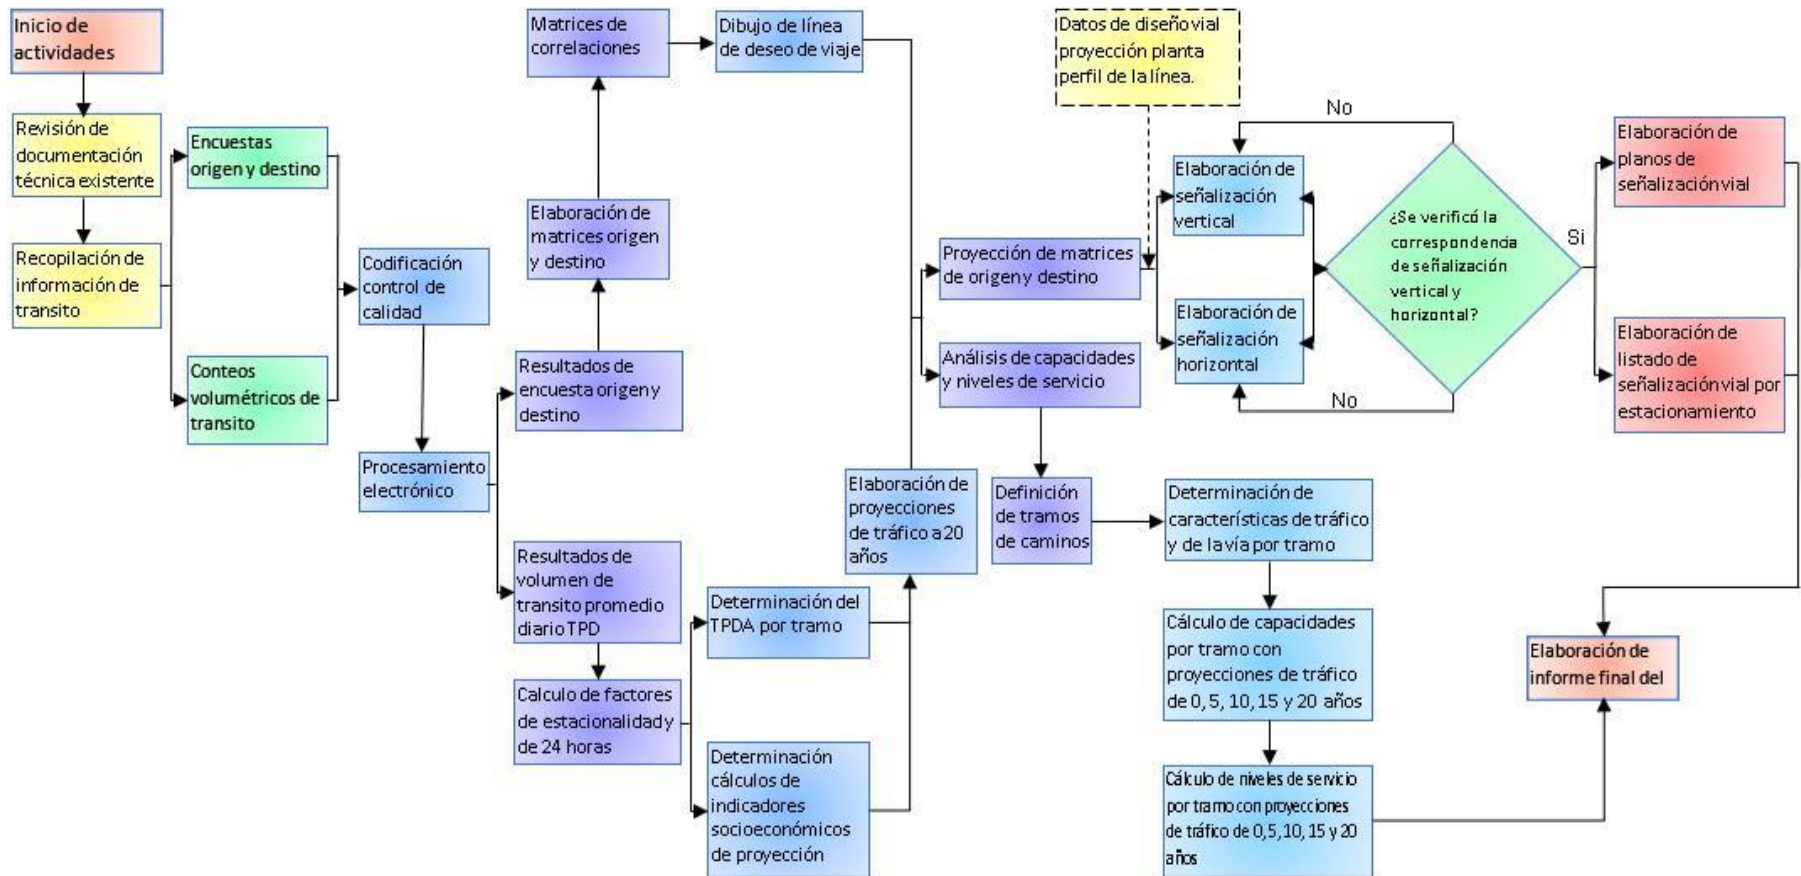 Inicio de
actividades
Revisión de
documentación
técnica existente
Recopilación de
información de
transito
Encuestas
origen y destino
Conteos
volumétricos de
transito
Codificación
control de
calidad
Procesamiento
electrónico
Matrices de
correlaciones
Dibujo de línea
de deseo de viaje
Elaboración de
matrices origen
y destino
Resultados de
encuesta origen y
destino
Resultados de
volumen de
transito promedio
diario TPD
Calculo de factores
de estacionalidad y
de 24 horas
Determinación del
TPDA por tramo
Determinación
cálculos de
indicadores
socioeconómicos
de proyección
Elaboración de
proyecciones
de tráfico a 20
años
Datos de diseño vial
proyección planta
perfil de la línea.
Proyección de matrices
de origen y destino
Análisis de capacidades
y niveles de servicio
Definición
de tramos
de caminos
Determinación de
características de tráfico
y de la vía por tramo
Cálculo de capacidades
por tramo con
proyecciones de tráfico
de 0, 5, 10, 15 y 20 años
Cálculo de niveles de servicio
por tramo con proyecciones
de tráfico de 0, 5, 10, 15 y 20
años
Elaboración de
señalización
vertical
Elaboración de
señalización
horizontal
No
¿Se verificó la
correspondencia
de señalización
vertical y
horizontal?
No
Si
Elaboración de
planos de
señalización vial
Elaboración de
listado de
señalización vial por
estacionamiento
Elaboración de
informe final del